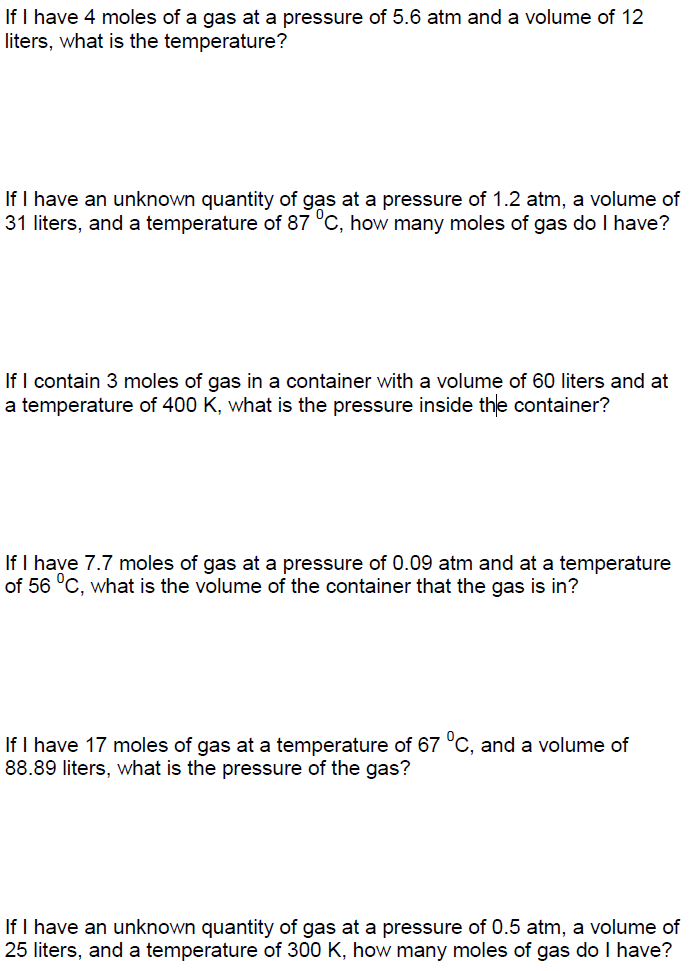 If I have 4 moles of a gas at a pressure of 5.6 atm and a volume of 12
liters, what is the temperature?
If I have an unknown quantity of gas at a pressure of 1.2 atm, a volume of
31 liters, and a temperature of 87 ⁰C, how many moles of gas do I have?
If I contain 3 moles of gas in a container with a volume of 60 liters and at
a temperature of 400 K, what is the pressure inside the container?
If I have 7.7 moles of gas at a pressure of 0.09 atm and at a temperature
of 56 ⁰C, what is the volume of the container that the gas is in?
If I have 17 moles of gas at a temperature of 67 ⁰C, and a volume of
88.89 liters, what is the pressure of the gas?
If I have an unknown quantity of gas at a pressure of 0.5 atm, a volume of
25 liters, and a temperature of 300 K, how many moles of gas do I have?